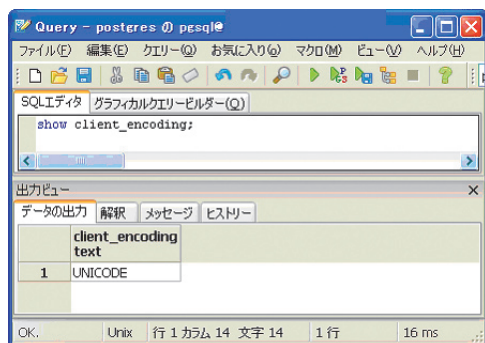 Query - postgres の pgsql@
ファイル(F) 編集(E) クエリー(Q) お気に入り(i) マクロ(M) ビュー(V) ヘルプ(H)
SQLエディタ グラフィカルクエリービルダー(Q)
show client_encoding;
出力ビュー
データの出力 解釈 メッセージ ヒストリー
client_encoding
text
1 UNICODE
OK. Unix 行 1 カラム 14 文字 14 1 行 16 ms